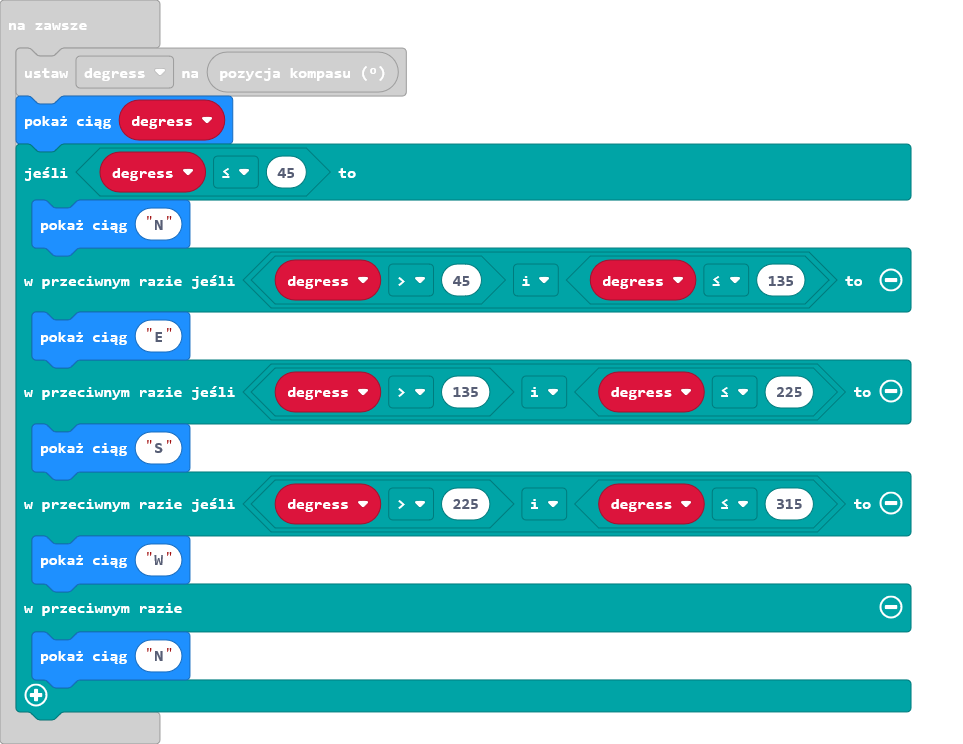 na zawsze
ustaw degress na pozycja kompasu (°)
pokaż ciąg degress
jeśli degress ≤ 45 to
pokaż ciąg "N"
w przeciwnym razie jeśli degress > 45 i degress ≤ 135 to
pokaż ciąg "E"
w przeciwnym razie jeśli degress > 135 i degress ≤ 225 to
pokaż ciąg "S"
w przeciwnym razie jeśli degress > 225 i degress ≤ 315 to
pokaż ciąg "W"
w przeciwnym razie
pokaż ciąg "N"